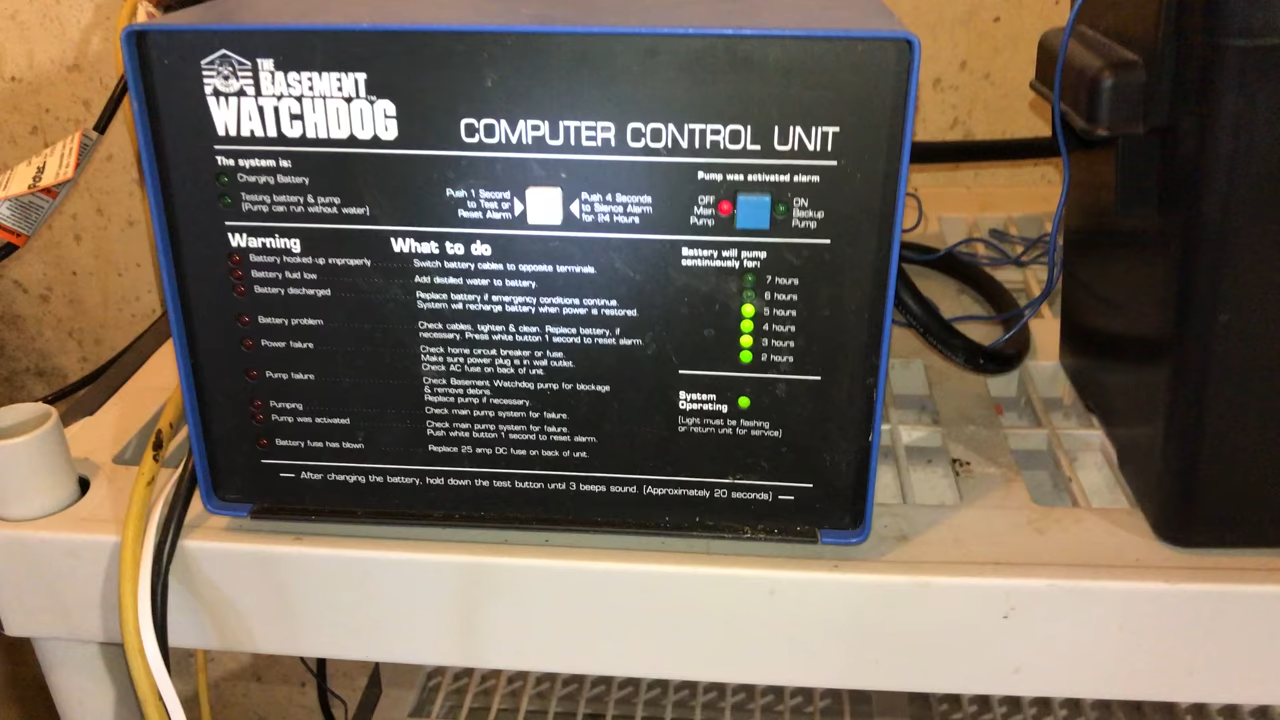 THE
BASEMENT
WATCHDOG™
COMPUTER CONTROL UNIT
The system is:
Charging Battery
Testing battery & pump
(Pump can run without water)
Push 1 Second
to Test or
Reset Alarm
Push 4 Seconds
to Silence Alarm
for 24 Hours
Pump was activated alarm
OFF
Main
Pump
ON
Backup
Pump
Warning
What to do
Battery hooked-up improperly
Switch battery cables to opposite terminals.
Battery fluid low
Add distilled water to battery.
Battery discharged
Replace battery if emergency conditions continue.
System will recharge battery when power is restored.
Battery problem
Check cables, tighten & clean. Replace battery, if
necessary. Press white button 1 second to reset alarm.
Power failure
Check home circuit breaker or fuse.
Make sure power plug is in wall outlet.
Check AC fuse on back of unit.
Pump failure
Check Basement Watchdog pump for blockage
& remove debris.
Replace pump if necessary.
Pumping
Check main pump system for failure.
Pump was activated
Check main pump system for failure.
Push white button 1 second to reset alarm.
Battery fuse has blown
Replace 25 amp DC fuse on back of unit.
Battery will pump
continuously for:
7 hours
6 hours
5 hours
4 hours
3 hours
2 hours
System
Operating
(Light must be flashing
or return unit for service)
— After changing the battery, hold down the test button until 3 beeps sound. (Approximately 20 seconds) —